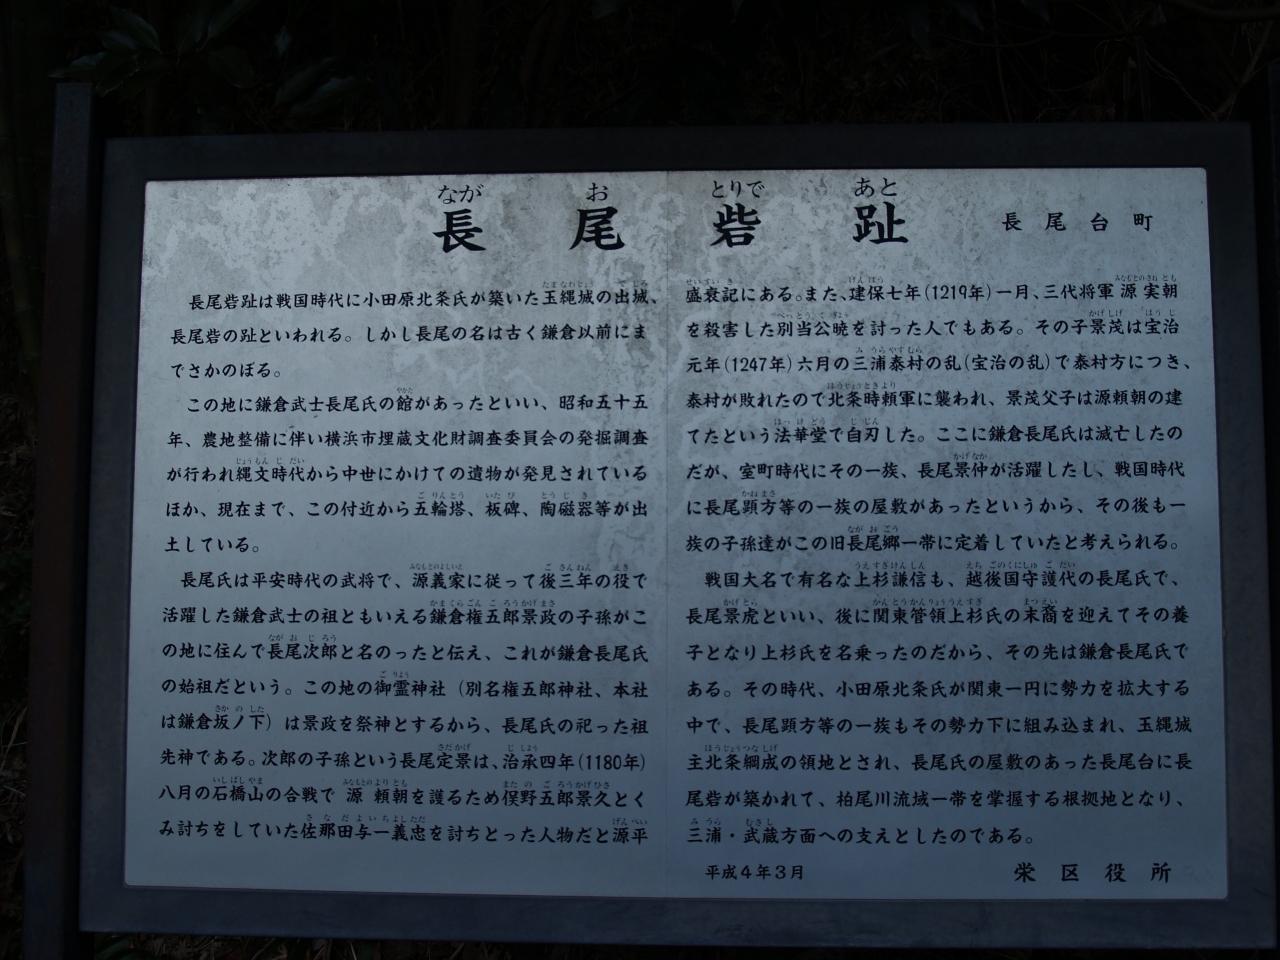 長尾砦趾 長尾台町
長尾砦趾は戦国時代に小田原北条氏が築いた玉縄城の出城、
長尾砦の趾といわれる。しかし長尾の名は古く鎌倉以前にま
でさかのぼる。
この地に鎌倉武士長尾氏の館があったといい、昭和五十五
年、農地整備に伴い横浜市埋蔵文化財調査委員会の発掘調査
が行われ縄文時代から中世にかけての遺物が発見されている
ほか、現在まで、この付近から五輪塔、板碑、陶磁器等が出
土している。
長尾氏は平安時代の武将で、源義家に従って後三年の役で
活躍した鎌倉武士の祖ともいえる鎌倉権五郎景政の子孫がこ
の地に住んで長尾次郎と名のったと伝え、これが鎌倉長尾氏
の始祖だという。この地の御霊神社（別名権五郎神社、本社
は鎌倉坂ノ下）は景政を祭神とするから、長尾氏の祀った祖
先神である。次郎の子孫という長尾定景は、治承四年(1180年)
八月の石橋山の合戦で源頼朝を護るため俣野五郎景久とく
み討ちをしていた佐那田与一義忠を討ちとった人物だと源平
盛衰記にある。また、建保七年(1219年)一月、三代将軍源実朝
を殺害した別当公暁を討った人でもある。その子景茂は宝治
元年(1247年)六月の三浦泰村の乱(宝治の乱)で泰村方につき、
泰村が敗れたので北条時頼軍に襲われ、景茂父子は源頼朝の建
てたという法華堂で自刃した。ここに鎌倉長尾氏は滅亡したの
だが、室町時代にその一族、長尾景仲が活躍したし、戦国時代
に長尾顕方等の一族の屋敷があったというから、その後も一
族の子孫達がこの旧長尾郷一帯に定着していたと考えられる。
戦国大名で有名な上杉謙信も、越後国守護代の長尾氏で、
長尾景虎といい、後に関東管領上杉氏の末裔を迎えてその養
子となり上杉氏を名乗ったのだから、その先は鎌倉長尾氏で
ある。その時代、小田原北条氏が関東一円に勢力を拡大する
中で、長尾顕方等の一族もその勢力下に組み込まれ、玉縄城
主北条綱成の領地とされ、長尾氏の屋敷のあった長尾台に長
尾砦が築かれて、柏尾川流域一帯を掌握する根拠地となり、
三浦・武蔵方面への支えとしたのである。
平成4年3月 栄区役所